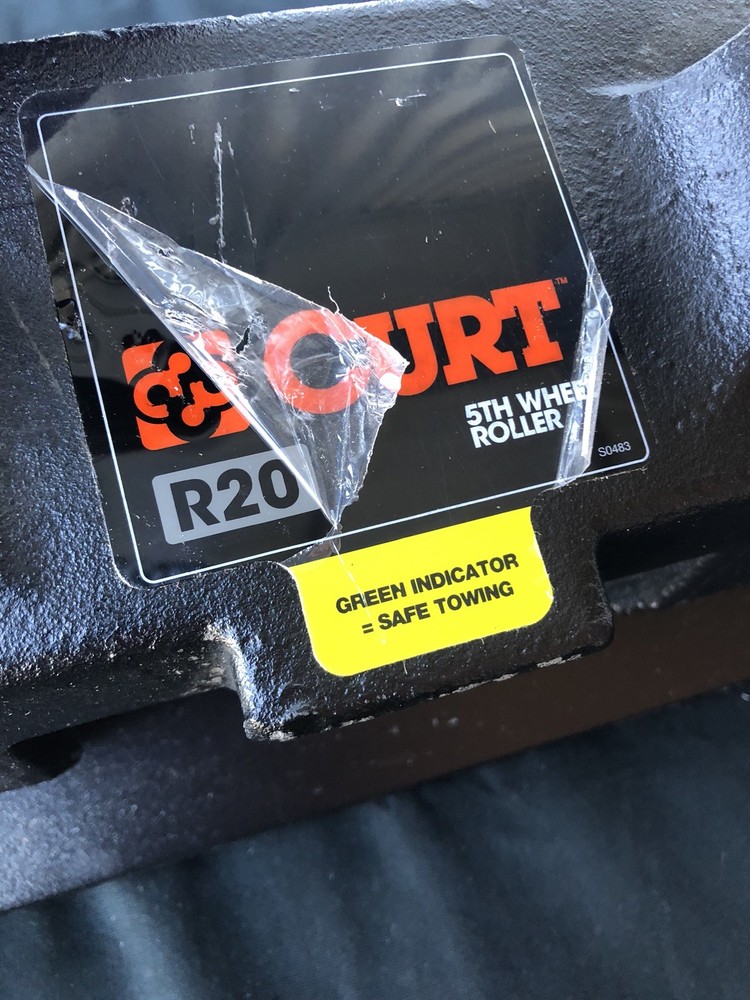 CURT™
5TH WHEEL
ROLLER
R20
S0483
GREEN INDICATOR
= SAFE TOWING